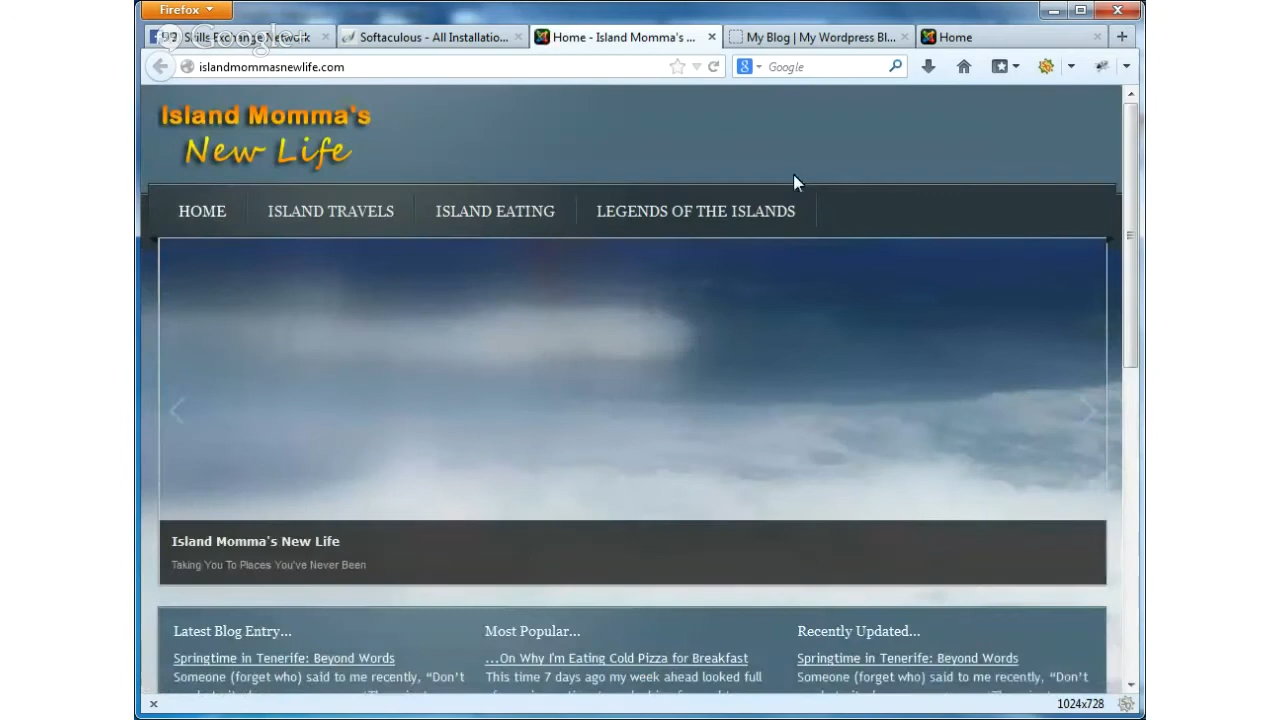 Firefox
Skills Exchange Network
Google+
Softaculous - All Installatio...
Home - Island Momma's ...
My Blog | My Wordpress Bl...
Home
islandmommasnewlife.com
Google
Island Momma's
New Life
HOME
ISLAND TRAVELS
ISLAND EATING
LEGENDS OF THE ISLANDS
Island Momma's New Life
Taking You To Places You've Never Been
Latest Blog Entry...
Most Popular...
Recently Updated...
Springtime in Tenerife: Beyond Words
...On Why I'm Eating Cold Pizza for Breakfast
Springtime in Tenerife: Beyond Words
Someone (forget who) said to me recently, “Don’t
This time 7 days ago my week ahead looked full
Someone (forget who) said to me recently, “Don’t
1024x728